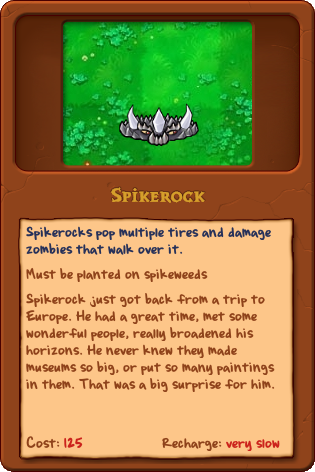 Spikerock
Spikerocks pop multiple tires and damage
zombies that walk over it.
Must be planted on spikeweeds
Spikerock just got back from a trip to
Europe. He had a great time, met some
wonderful people, really broadened his
horizons. He never knew they made
museums so big, or put so many paintings
in them. That was a big surprise for him.
Cost: 125 Recharge: very slow